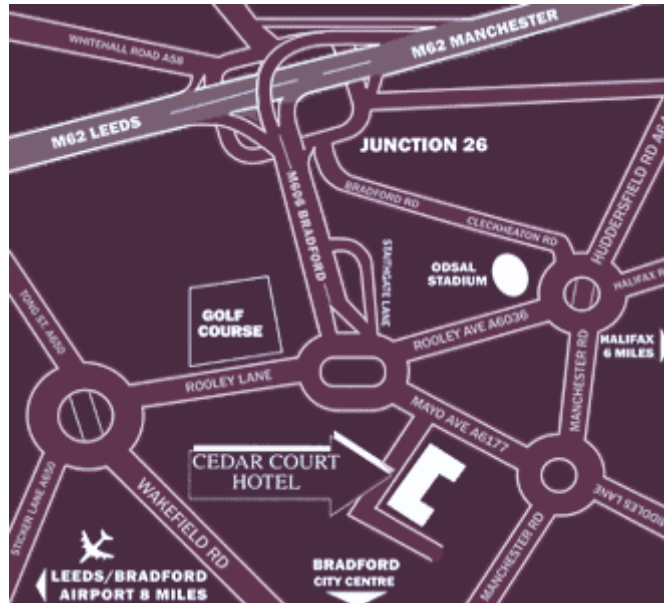 M62 MANCHESTER
WHITEHALL ROAD A58
M62 LEEDS
JUNCTION 26
HUDDERSFIELD RD A64
BRADFORD RD
CLECKHEATON RD
M606 BRADFORD
STAITHGATE LANE
ODSAL
STADIUM
HALIFAX R
TONG ST. A650
GOLF
COURSE
ROOLEY AVE A6036
HALIFAX
6 MILES
MANCHESTER RD
ROOLEY LANE
MAYO AVE A6177
CEDAR COURT
HOTEL
STICKER LANE A650
WAKEFIELD RD
MANCHESTER RD
LEEDS/BRADFORD
AIRPORT 8 MILES
BRADFORD
CITY CENTRE